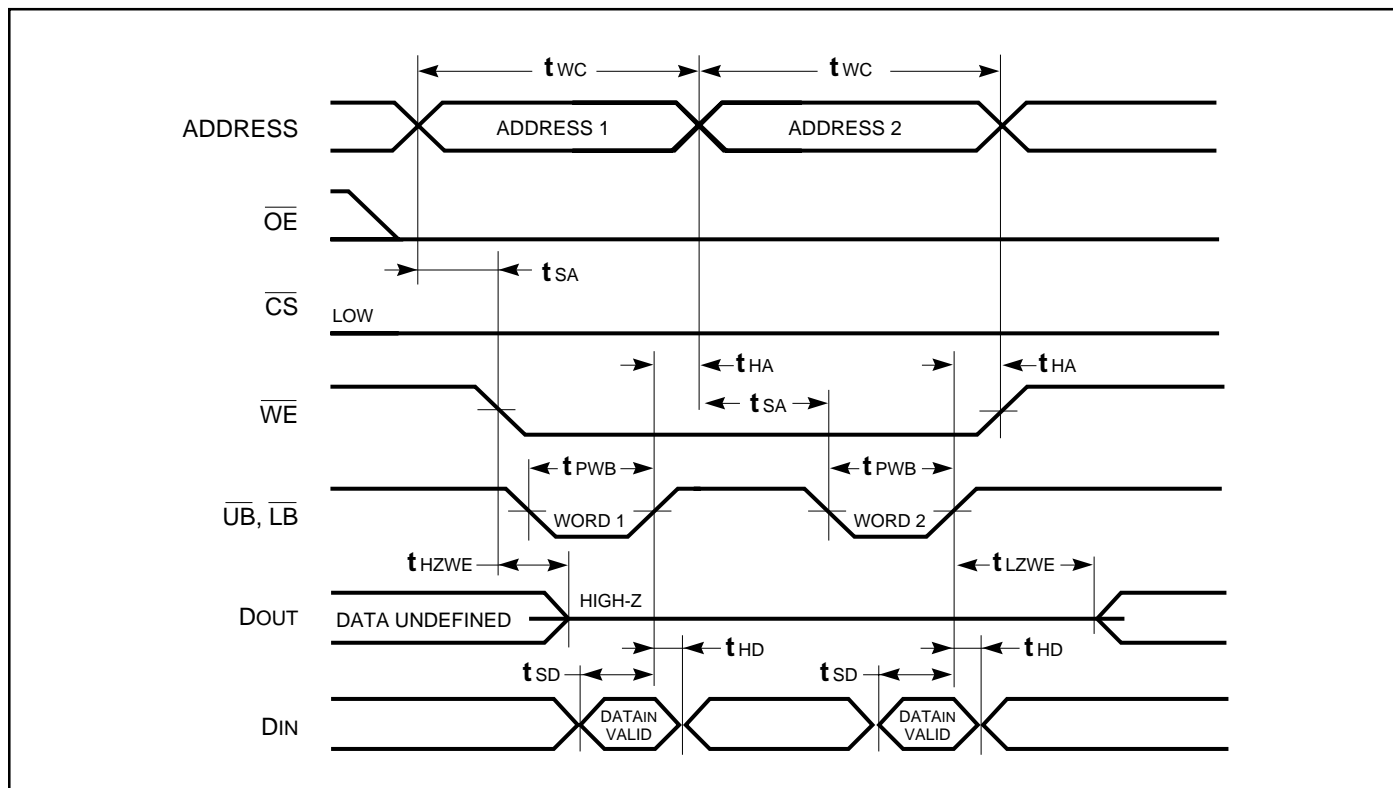 tWC tWC
ADDRESS ADDRESS 1 ADDRESS 2
OE
tSA
CS LOW
tHA tHA
WE tSA
tPWB tPWB
UB, LB WORD 1 WORD 2
tHZWE tLZWE
DOUT DATA UNDEFINED HIGH-Z
tHD tHD
tSD tSD
DIN DATAIN VALID DATAIN VALID